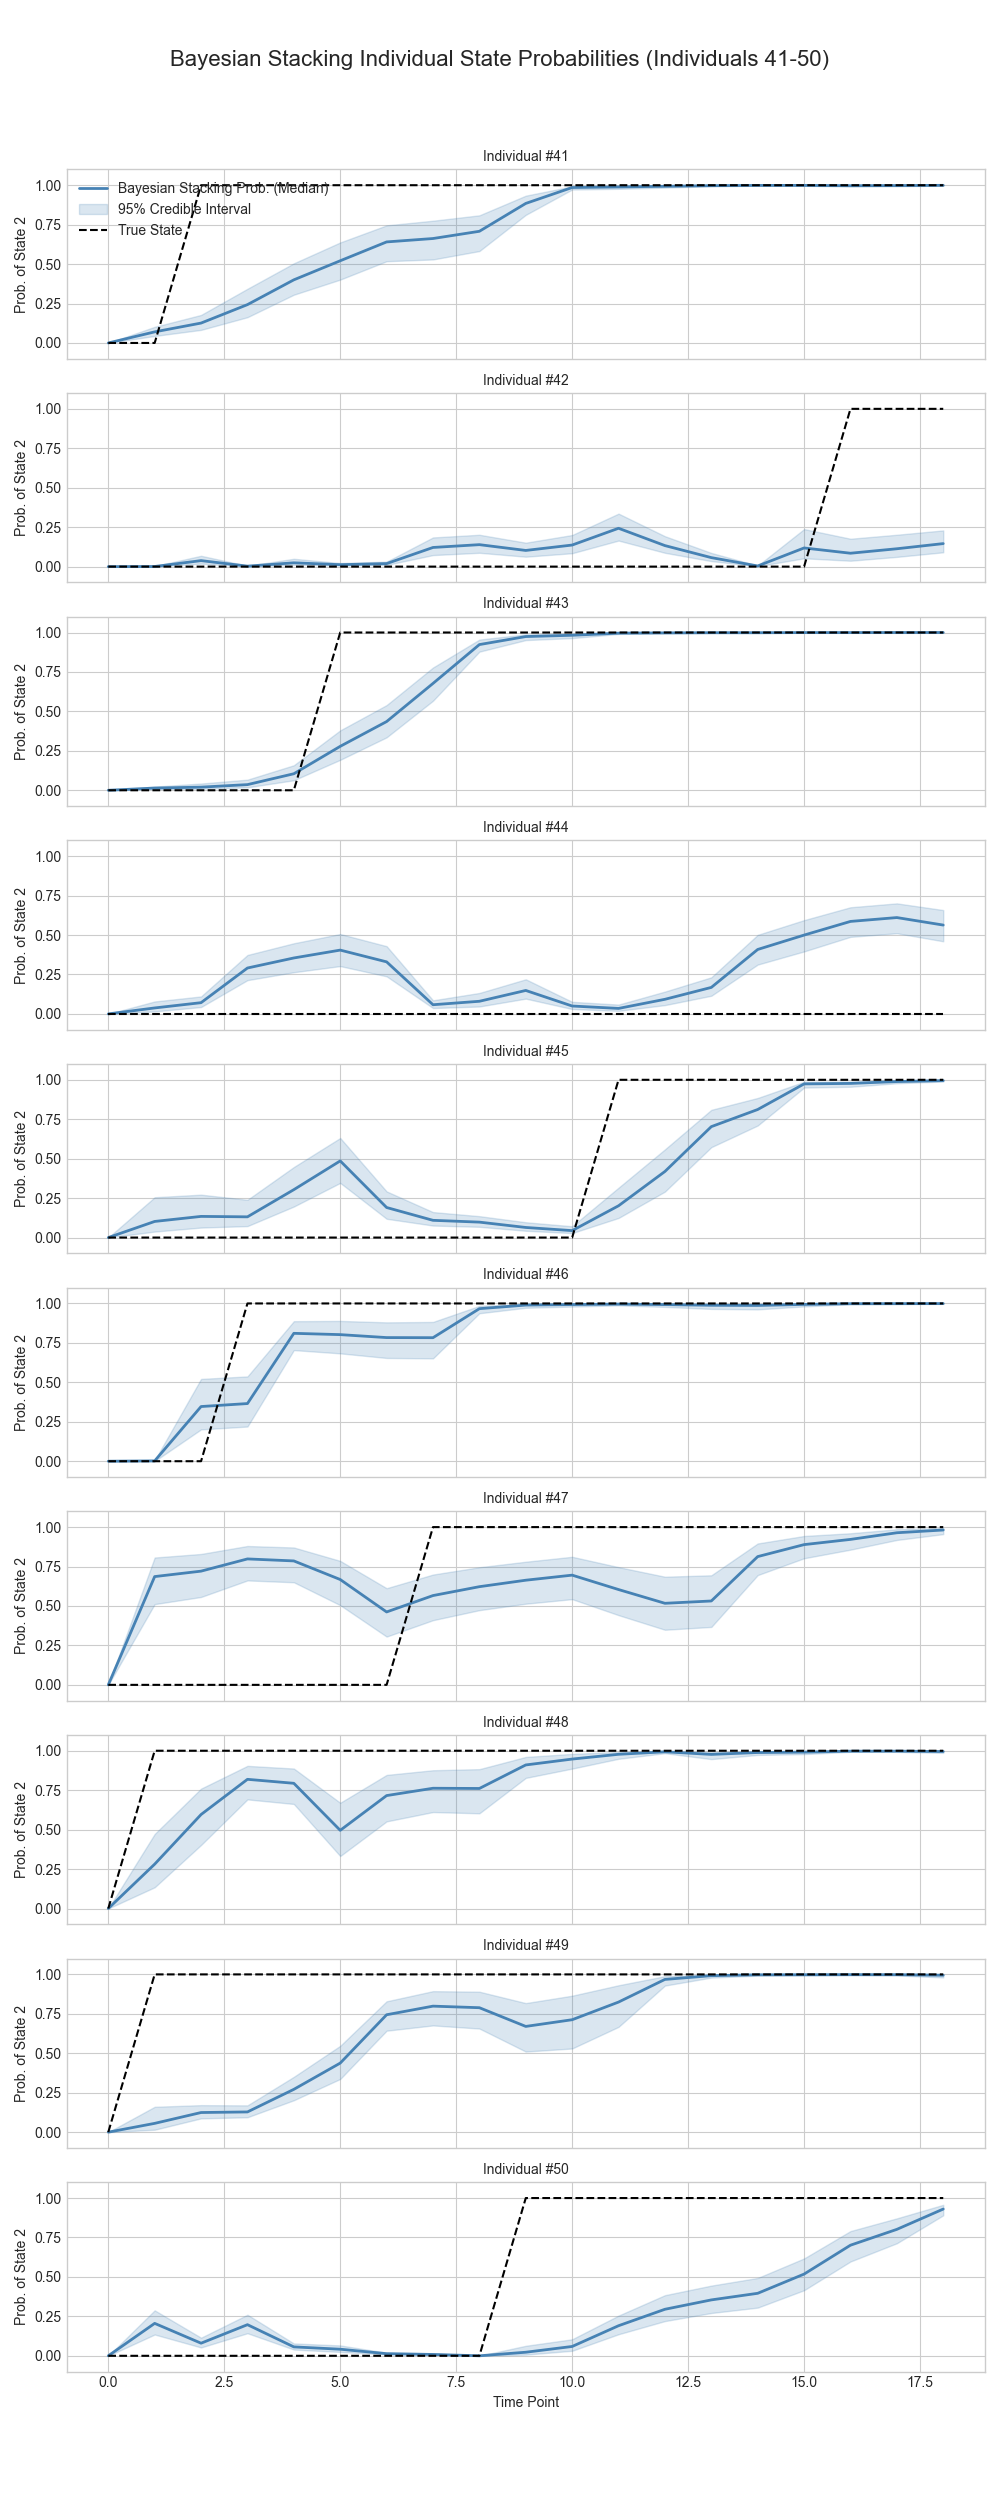 Bayesian Stacking Individual State Probabilities (Individuals 41-50)
Individual #41
Bayesian Stacking Prob. (Median)
95% Credible Interval
True State
1.00
0.75
0.50
0.25
0.00
Prob. of State 2
Individual #42
1.00
0.75
0.50
0.25
0.00
Prob. of State 2
Individual #43
1.00
0.75
0.50
0.25
0.00
Prob. of State 2
Individual #44
1.00
0.75
0.50
0.25
0.00
Prob. of State 2
Individual #45
1.00
0.75
0.50
0.25
0.00
Prob. of State 2
Individual #46
1.00
0.75
0.50
0.25
0.00
Prob. of State 2
Individual #47
1.00
0.75
0.50
0.25
0.00
Prob. of State 2
Individual #48
1.00
0.75
0.50
0.25
0.00
Prob. of State 2
Individual #49
1.00
0.75
0.50
0.25
0.00
Prob. of State 2
Individual #50
1.00
0.75
0.50
0.25
0.00
Prob. of State 2
0.0 2.5 5.0 7.5 10.0 12.5 15.0 17.5
Time Point